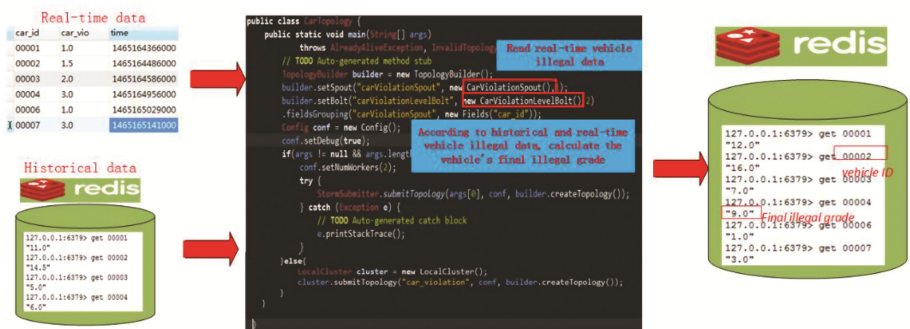 Real-time data
car_id car_vio time
00001 1.0 1465164366000
00002 1.5 1465164486000
00003 2.0 1465164586000
00004 3.0 1465164956000
00006 1.0 1465165029000
00007 3.0 1465165141000
Historical data
redis
127.0.0.1:6379> get 00001
"11.0"
127.0.0.1:6379> get 00002
"14.5"
127.0.0.1:6379> get 00003
"5.0"
127.0.0.1:6379> get 00004
"6.0"
public class CarTopology {
public static void main(String[] args)
throws AlreadyAliveException, InvalidTopolog
// TODO Auto-generated method stub
Read real-time vehicle
illegal data
TopologyBuilder builder = new TopologyBuilder();
builder.setSpout("carViolationSpout", new CarViolationSpout(),
builder.setBolt("carViolationLevelBolt", new CarViolationLevelBolt() 2)
.fieldsGrouping("carViolationSpout", new Fields("car_id"));
Config conf = new Config();
conf.setDebug(true);
if(args != null && args.length
conf.setNumWorkers(2);
According to historical and real-time
vehicle illegal data, calculate the
vehicle's final illegal grade
try {
StormSubmitter.submitTopology(args[0], conf, builder.createTopology());
} catch (Exception e) {
// TODO Auto-generated catch block
e.printStackTrace();
}
}else{
LocalCluster cluster = new LocalCluster();
cluster.submitTopology("car_violation", conf, builder.createTopology());
}
}
}
redis
127.0.0.1:6379> get 00001
"12.0"
127.0.0.1:6379> get 00002
"16.0" vehicle ID
127.0.0.1:6379> get 00003
"7.0"
127.0.0.1:6379> get 00004
"9.0" Final illegal grade
127.0.0.1:6379> get 00006
"1.0"
127.0.0.1:6379> get 00007
"3.0"